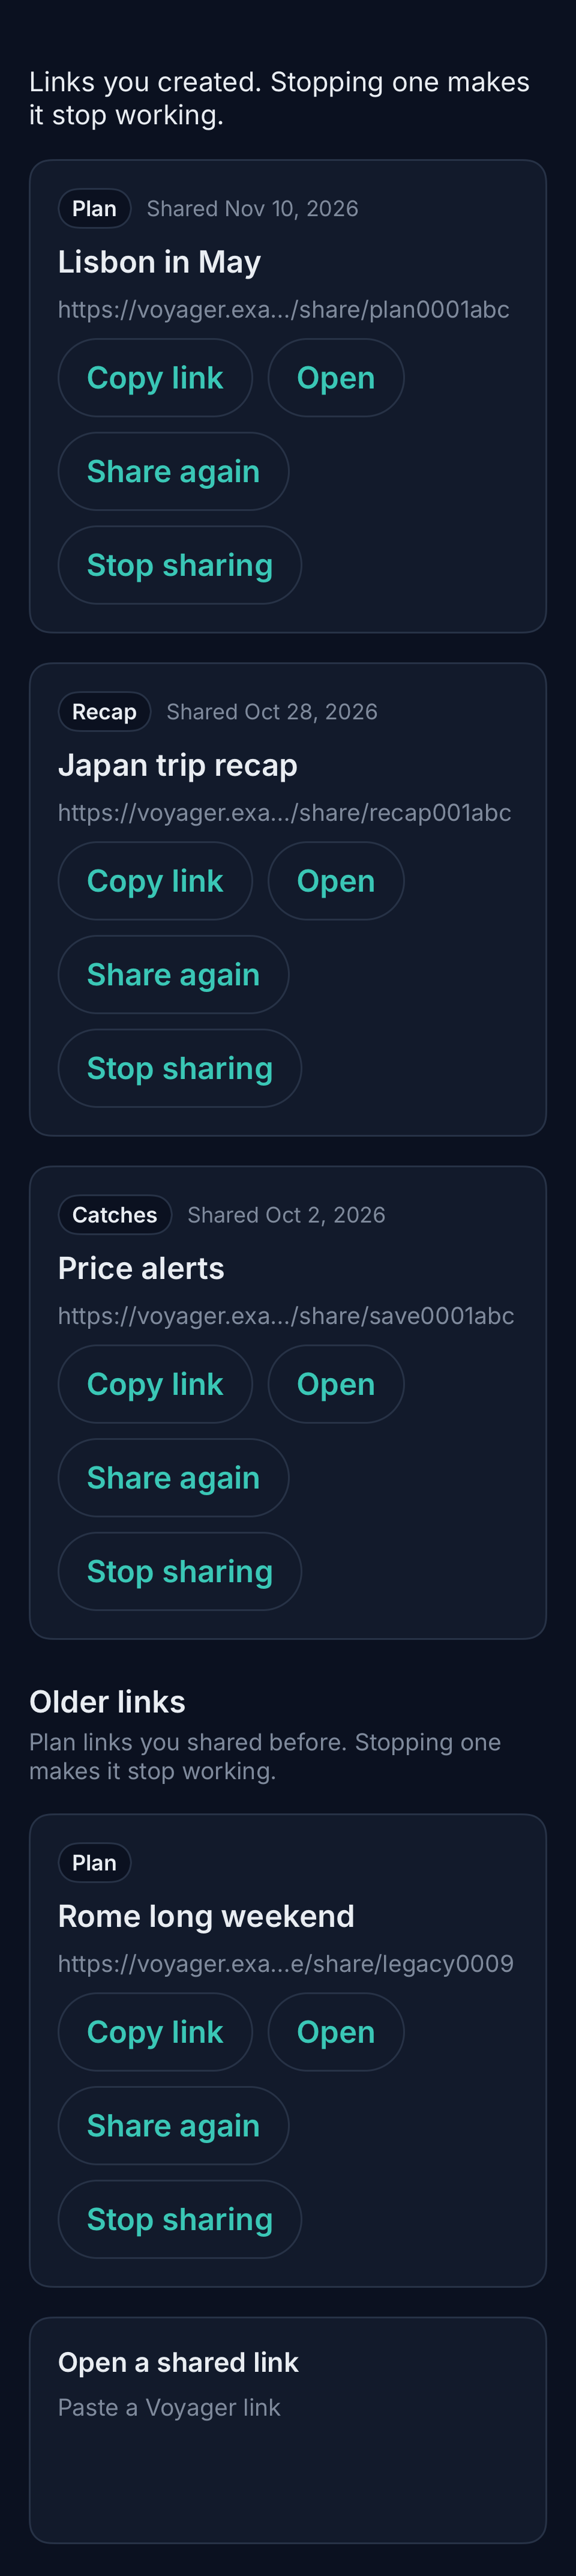 Links you created. Stopping one makes
it stop working.
Plan Shared Nov 10, 2026
Lisbon in May
https://voyager.exa.../share/plan0001abc
Copy link Open
Share again
Stop sharing
Recap Shared Oct 28, 2026
Japan trip recap
https://voyager.exa.../share/recap001abc
Copy link Open
Share again
Stop sharing
Catches Shared Oct 2, 2026
Price alerts
https://voyager.exa.../share/save0001abc
Copy link Open
Share again
Stop sharing
Older links
Plan links you shared before. Stopping one
makes it stop working.
Plan
Rome long weekend
https://voyager.exa...e/share/legacy0009
Copy link Open
Share again
Stop sharing
Open a shared link
Paste a Voyager link